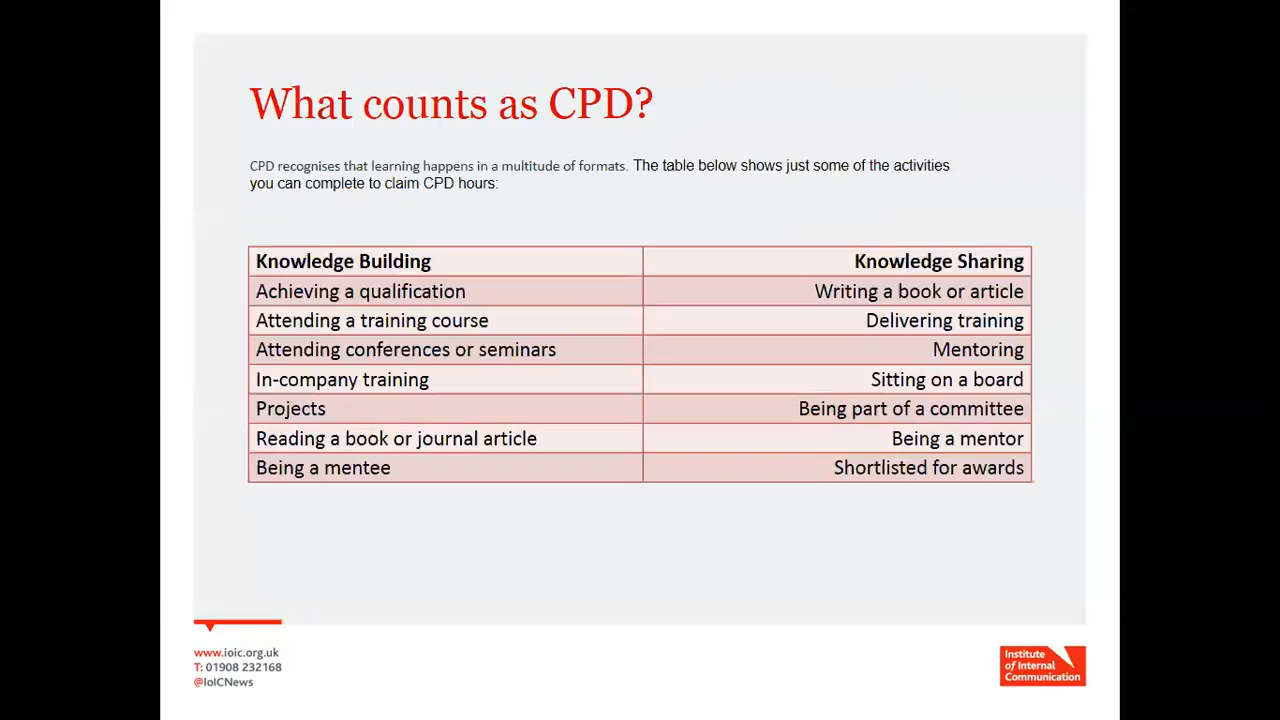 What counts as CPD?
CPD recognises that learning happens in a multitude of formats. The table below shows just some of the activities
you can complete to claim CPD hours:
Knowledge Building Knowledge Sharing
Achieving a qualification Writing a book or article
Attending a training course Delivering training
Attending conferences or seminars Mentoring
In-company training Sitting on a board
Projects Being part of a committee
Reading a book or journal article Being a mentor
Being a mentee Shortlisted for awards
www.ioic.org.uk
T: 01908 232168
@IoICNews
Institute
of Internal
Communication